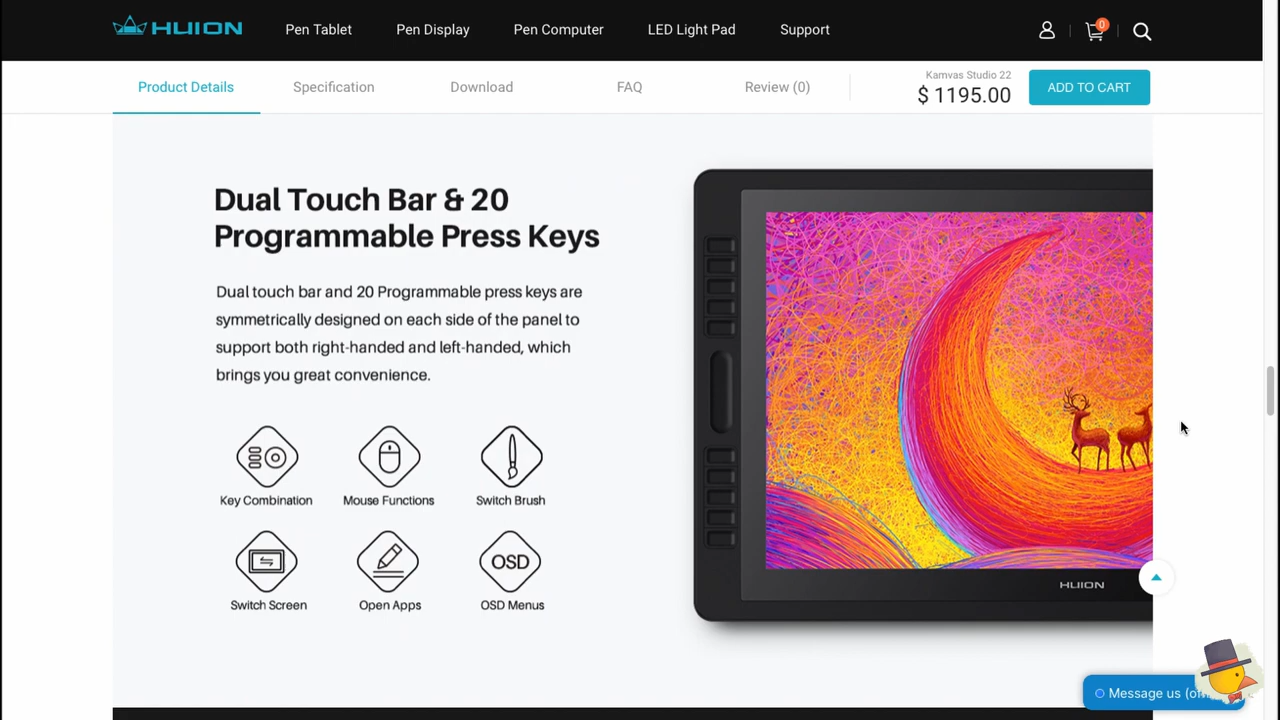 HUION
Pen Tablet
Pen Display
Pen Computer
LED Light Pad
Support
0
Product Details
Specification
Download
FAQ
Review (0)
Kamvas Studio 22
$ 1195.00
ADD TO CART
Dual Touch Bar & 20
Programmable Press Keys
Dual touch bar and 20 Programmable press keys are
symmetrically designed on each side of the panel to
support both right-handed and left-handed, which
brings you great convenience.
Key Combination
Mouse Functions
Switch Brush
OSD
Switch Screen
Open Apps
OSD Menus
HUION
Message us